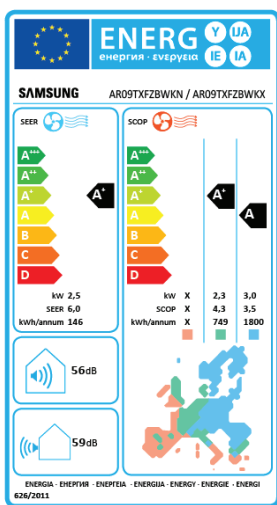 ENERG Y IJA
енергия · ενεργεια IE IA
SAMSUNG AR09TXFZBWKN / AR09TXFZBWKX
SEER SCOP
A+++ A+++
A++ A++
A+ A+ A+ A+
A A A
B B
C C
D D
kW 2,5 kW X 2,3 3,0
SEER 6,0 SCOP X 4,3 3,5
kWh/annum 146 kWh/annum X 749 1800
56dB
59dB
ENERGIA · ЕНЕРГИЯ · ΕΝΕΡΓΕΙΑ · ENERGIJA · ENERGY · ENERGIE · ENERGI
626/2011